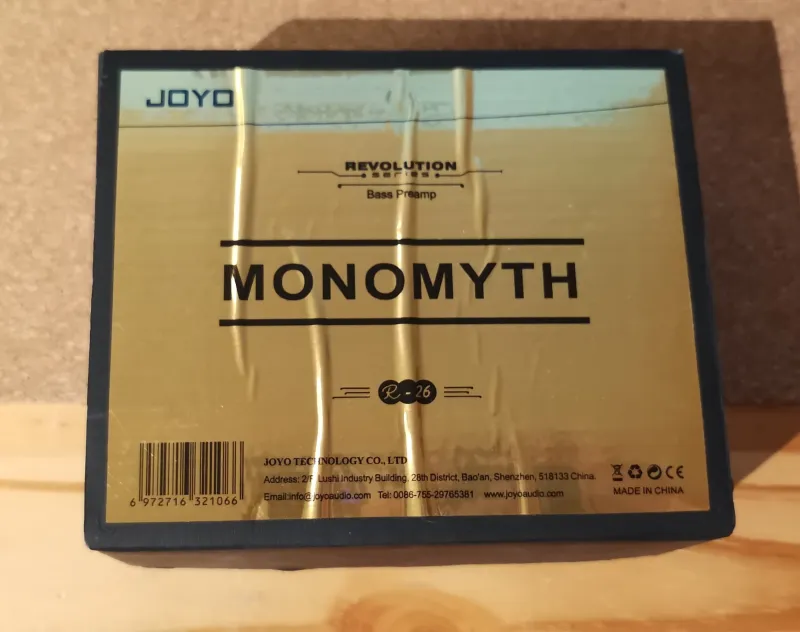 JOYO
REVOLUTION
Bass Preamp
MONOMYTH
R-26
JOYO TECHNOLOGY CO., LTD
Address: 2/F Lushi Industry Building, 28th District, Bao'an, Shenzhen, 518133 China.
Email:info@joyoaudio.com Tel: 0086-755-29765381 www.joyoaudio.com
6 972716 321066
CE
MADE IN CHINA